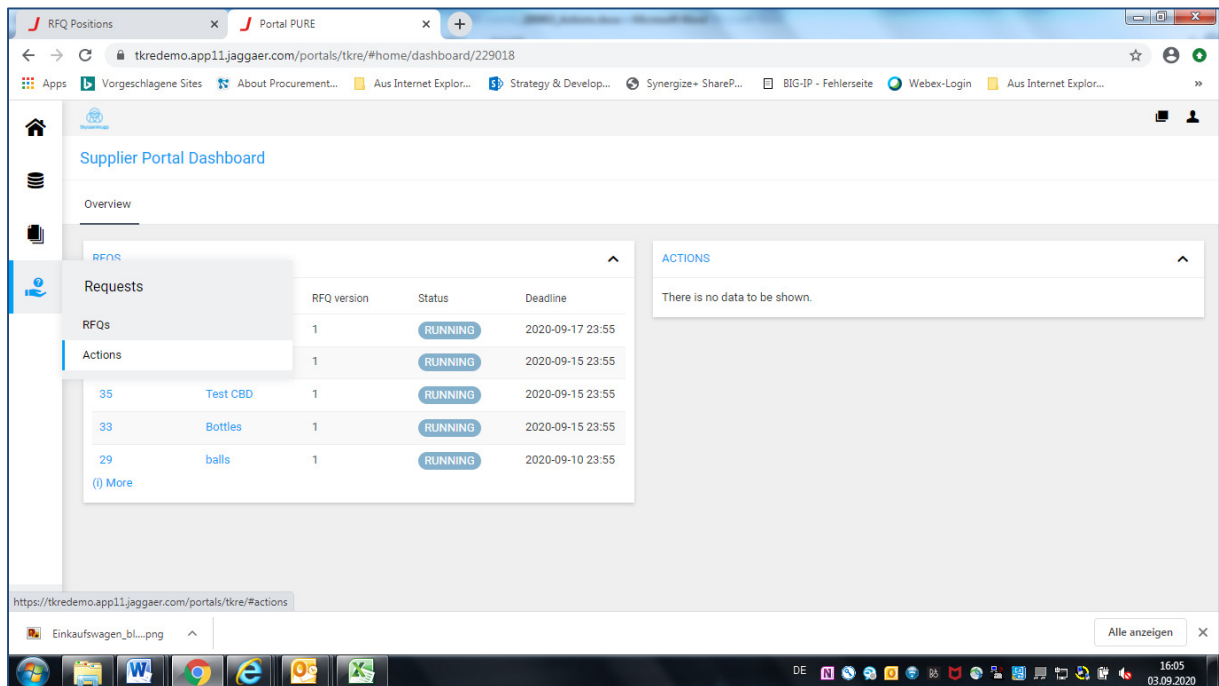 RFQ Positions
Portal PURE
tkredemo.app11.jaggaer.com/portals/tkre/#home/dashboard/229018
Apps
Vorgeschlagene Sites
About Procurement...
Aus Internet Explor...
Strategy & Develop...
Synergize+ ShareP...
BIG-IP - Fehlerseite
Webex-Login
Aus Internet Explor...
»
Supplier Portal Dashboard
Overview
RFQS
ACTIONS
Requests
RFQs
Actions
RFQ version Status Deadline
There is no data to be shown.
1 RUNNING 2020-09-17 23:55
1 RUNNING 2020-09-15 23:55
35 Test CBD 1 RUNNING 2020-09-15 23:55
33 Bottles 1 RUNNING 2020-09-15 23:55
29 balls 1 RUNNING 2020-09-10 23:55
(i) More
https://tkredemo.app11.jaggaer.com/portals/tkre/#actions
Einkaufswagen_bl....png
Alle anzeigen
DE
16:05
03.09.2020